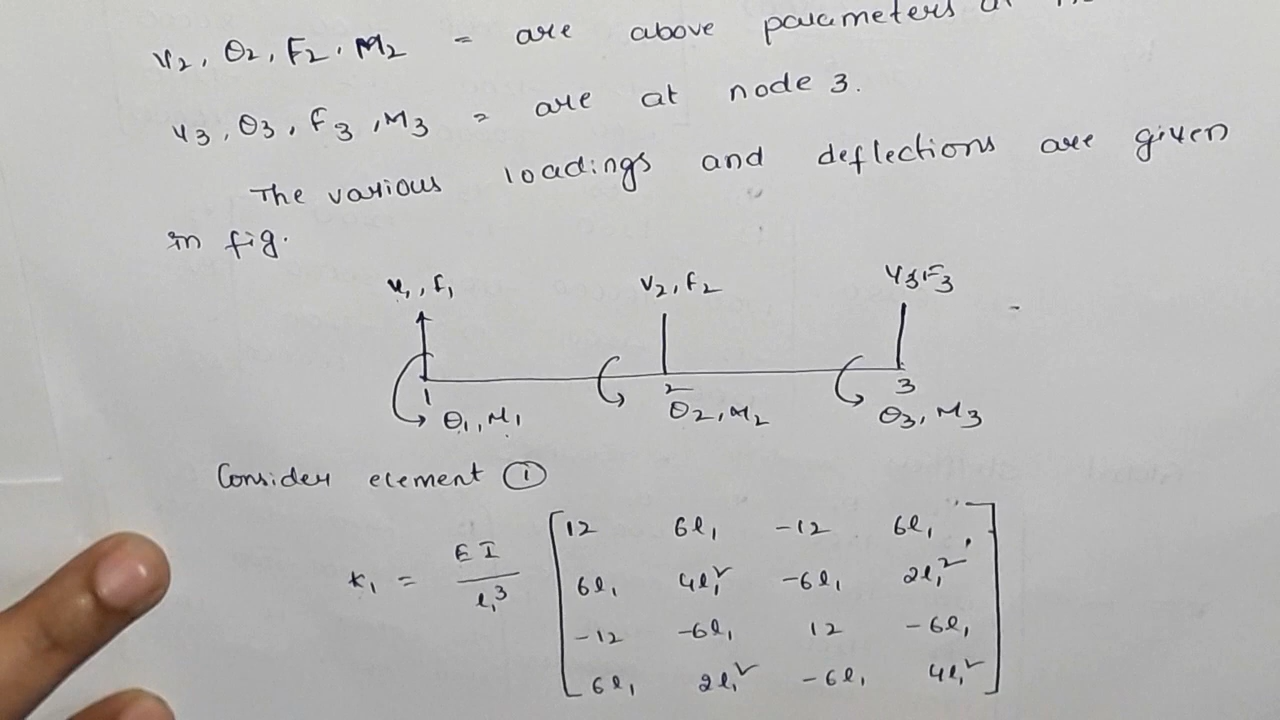 v₂, θ₂, F₂, M₂ = are above parameters
v₃, θ₃, F₃, M₃ = are at node 3.
The various loadings and deflections are given
in fig.
v₁, F₁ v₂, F₂ v₃, F₃
1 2 3
θ₁, M₁ θ₂, M₂ θ₃, M₃
Consider element ①
12 6l₁ -12 6l₁
K₁ = EI / l₁³
6l₁ 4l₁² -6l₁ 2l₁²
-12 -6l₁ 12 -6l₁
6l₁ 2l₁² -6l₁ 4l₁²